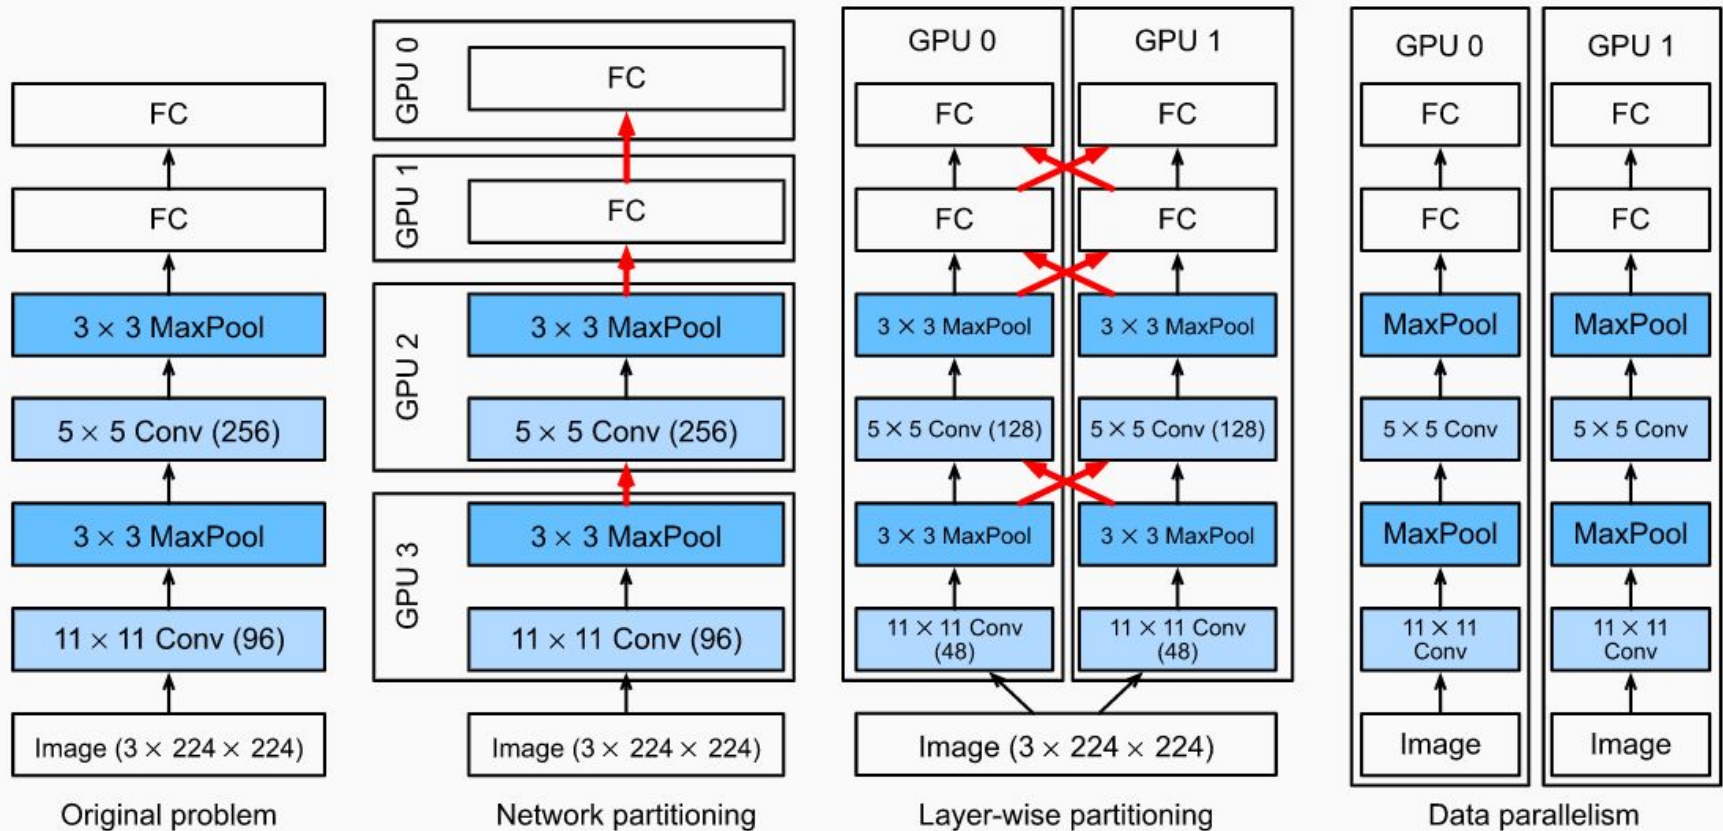 FC
FC
3 × 3 MaxPool
5 × 5 Conv (256)
3 × 3 MaxPool
11 × 11 Conv (96)
Image (3 × 224 × 224)
Original problem
GPU 0
FC
GPU 1
FC
GPU 2
3 × 3 MaxPool
5 × 5 Conv (256)
GPU 3
3 × 3 MaxPool
11 × 11 Conv (96)
Image (3 × 224 × 224)
Network partitioning
GPU 0
FC
FC
3 × 3 MaxPool
5 × 5 Conv (128)
3 × 3 MaxPool
11 × 11 Conv
(48)
GPU 1
FC
FC
3 × 3 MaxPool
5 × 5 Conv (128)
3 × 3 MaxPool
11 × 11 Conv
(48)
Image (3 × 224 × 224)
Layer-wise partitioning
GPU 0
FC
FC
MaxPool
5 × 5 Conv
MaxPool
11 × 11
Conv
Image
GPU 1
FC
FC
MaxPool
5 × 5 Conv
MaxPool
11 × 11
Conv
Image
Data parallelism